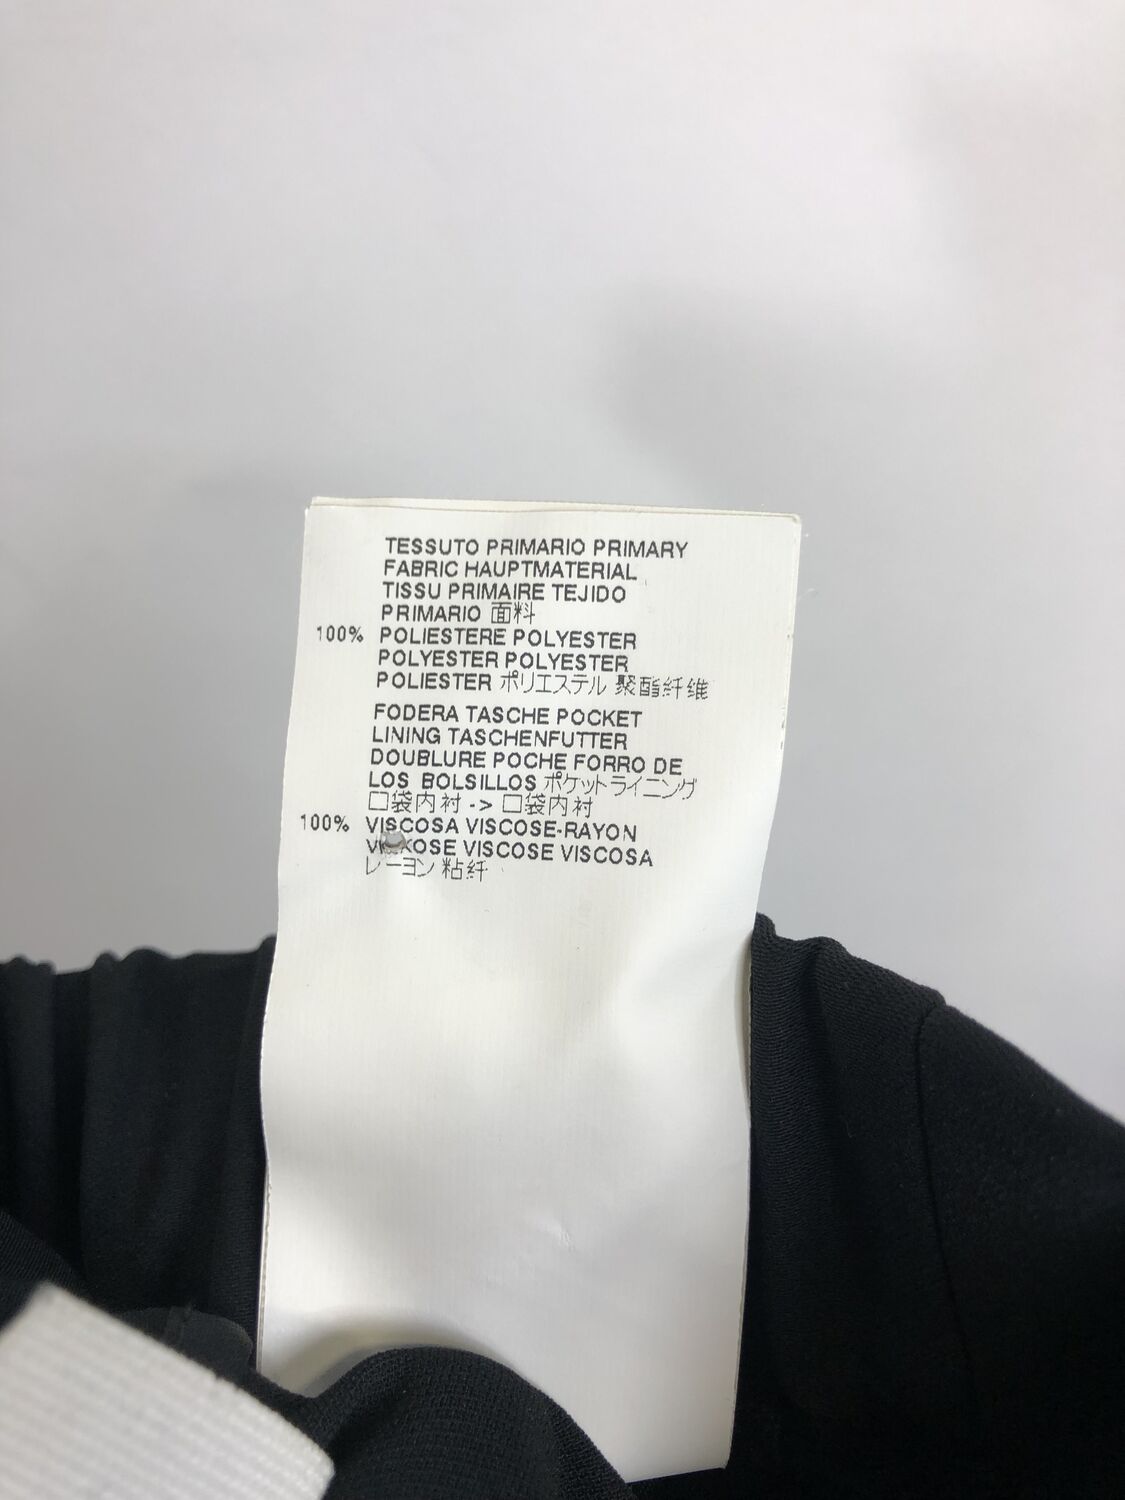 TESSUTO PRIMARIO PRIMARY
FABRIC HAUPTMATERIAL
TISSU PRIMAIRE TEJIDO
PRIMARIO 面料
100% POLIESTERE POLYESTER
POLYESTER POLYESTER
POLIESTER ポリエステル 聚酯纤维
FODERA TASCHE POCKET
LINING TASCHENFUTTER
DOUBLURE POCHE FORRO DE
LOS BOLSILLOS ポケットライニング
口袋内衬 -> 口袋内衬
100% VISCOSA VISCOSE-RAYON
VISCOSE VISCOSA
レーヨン 粘纤